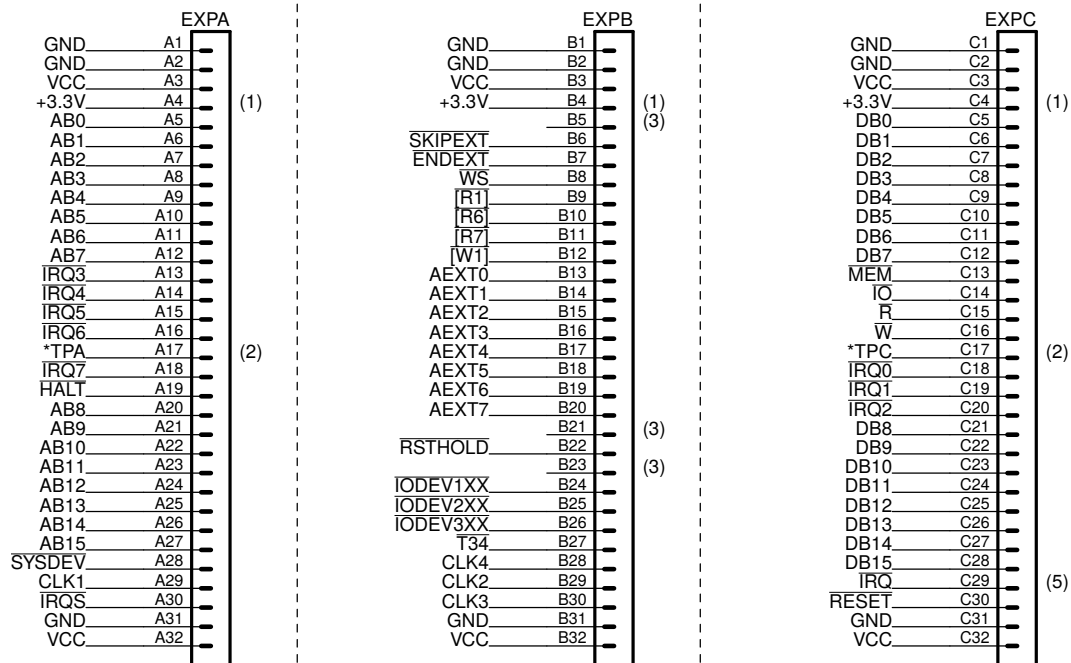 EXPA
GND A1
GND A2
VCC A3
+3.3V A4 (1)
AB0 A5
AB1 A6
AB2 A7
AB3 A8
AB4 A9
AB5 A10
AB6 A11
AB7 A12
IRQ3 A13
IRQ4 A14
IRQ5 A15
IRQ6 A16
*TPA A17 (2)
IRQ7 A18
HALT A19
AB8 A20
AB9 A21
AB10 A22
AB11 A23
AB12 A24
AB13 A25
AB14 A26
AB15 A27
SYSDEV A28
CLK1 A29
IRQS A30
GND A31
VCC A32
EXPB
GND B1
GND B2
VCC B3
+3.3V B4 (1)
B5 (3)
SKIPEXT B6
ENDEXT B7
WS B8
[R1] B9
[R6] B10
[R7] B11
[W1] B12
AEXT0 B13
AEXT1 B14
AEXT2 B15
AEXT3 B16
AEXT4 B17
AEXT5 B18
AEXT6 B19
AEXT7 B20
B21 (3)
RSTHOLD B22
B23 (3)
IODEV1XX B24
IODEV2XX B25
IODEV3XX B26
T34 B27
CLK4 B28
CLK2 B29
CLK3 B30
GND B31
VCC B32
EXPC
GND C1
GND C2
VCC C3
+3.3V C4 (1)
DB0 C5
DB1 C6
DB2 C7
DB3 C8
DB4 C9
DB5 C10
DB6 C11
DB7 C12
MEM C13
IO C14
R C15
W C16
*TPC C17 (2)
IRQ0 C18
IRQ1 C19
IRQ2 C20
DB8 C21
DB9 C22
DB10 C23
DB11 C24
DB12 C25
DB13 C26
DB14 C27
DB15 C28
IRQ C29 (5)
RESET C30
GND C31
VCC C32